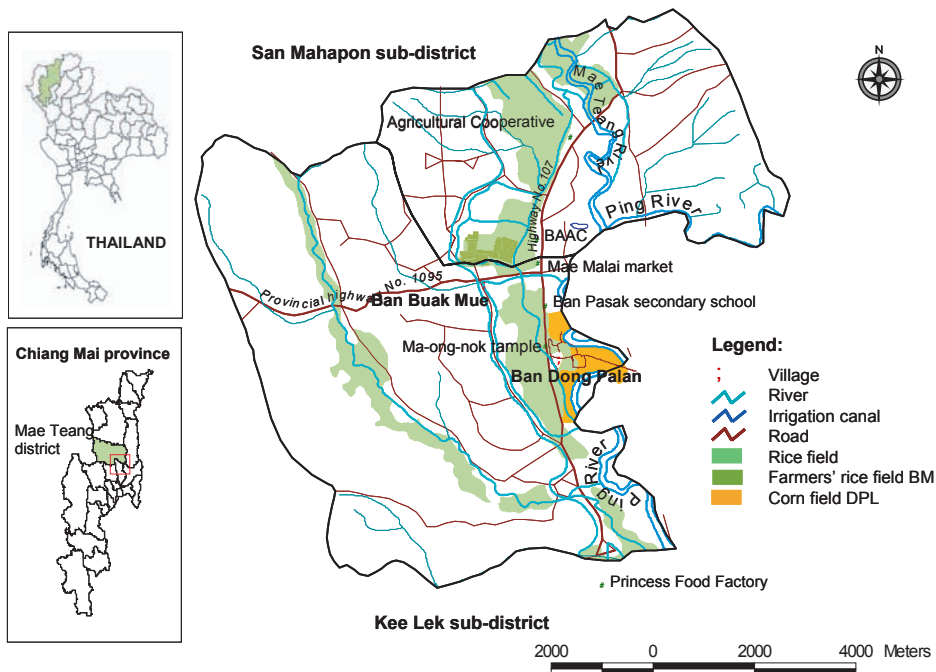 San Mahapon sub-district
N
Agricultural Cooperative
Mae Teang River
Highway No.107
Ping River
BAAC
THAILAND
Mae Malai market
Provincial highway No. 1095
Ban Buak Mue
Ban Pasak secondary school
Ma-ong-nok tample
Ban Dong Palan
Chiang Mai province
Mae Teang
district
Legend:
Village
River
Irrigation canal
Road
Rice field
Farmers' rice field BM
Corn field DPL
Ping River
Princess Food Factory
Kee Lek sub-district
2000 0 2000 4000 Meters